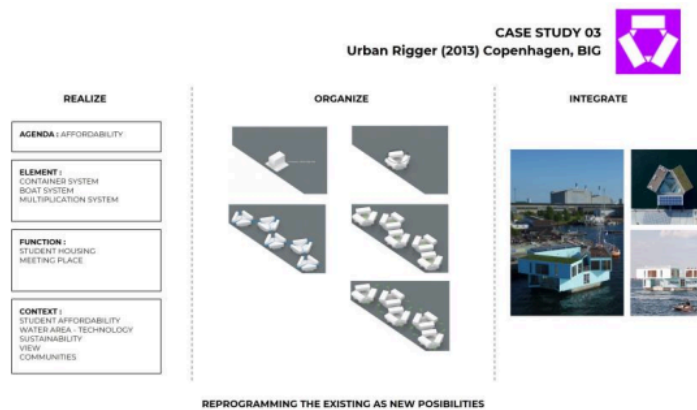 CASE STUDY 03
Urban Rigger (2013) Copenhagen, BIG
REALIZE
ORGANIZE
INTEGRATE
AGENDA : AFFORDABILITY
ELEMENT :
CONTAINER SYSTEM
BOAT SYSTEM
MULTIPLICATION SYSTEM
FUNCTION :
STUDENT HOUSING
MEETING PLACE
CONTEXT :
STUDENT AFFORDABILITY
WATER AREA - TECHNOLOGY
SUSTAINABILITY
VIEW
COMMUNITIES
REPROGRAMMING THE EXISTING AS NEW POSIBILITIES